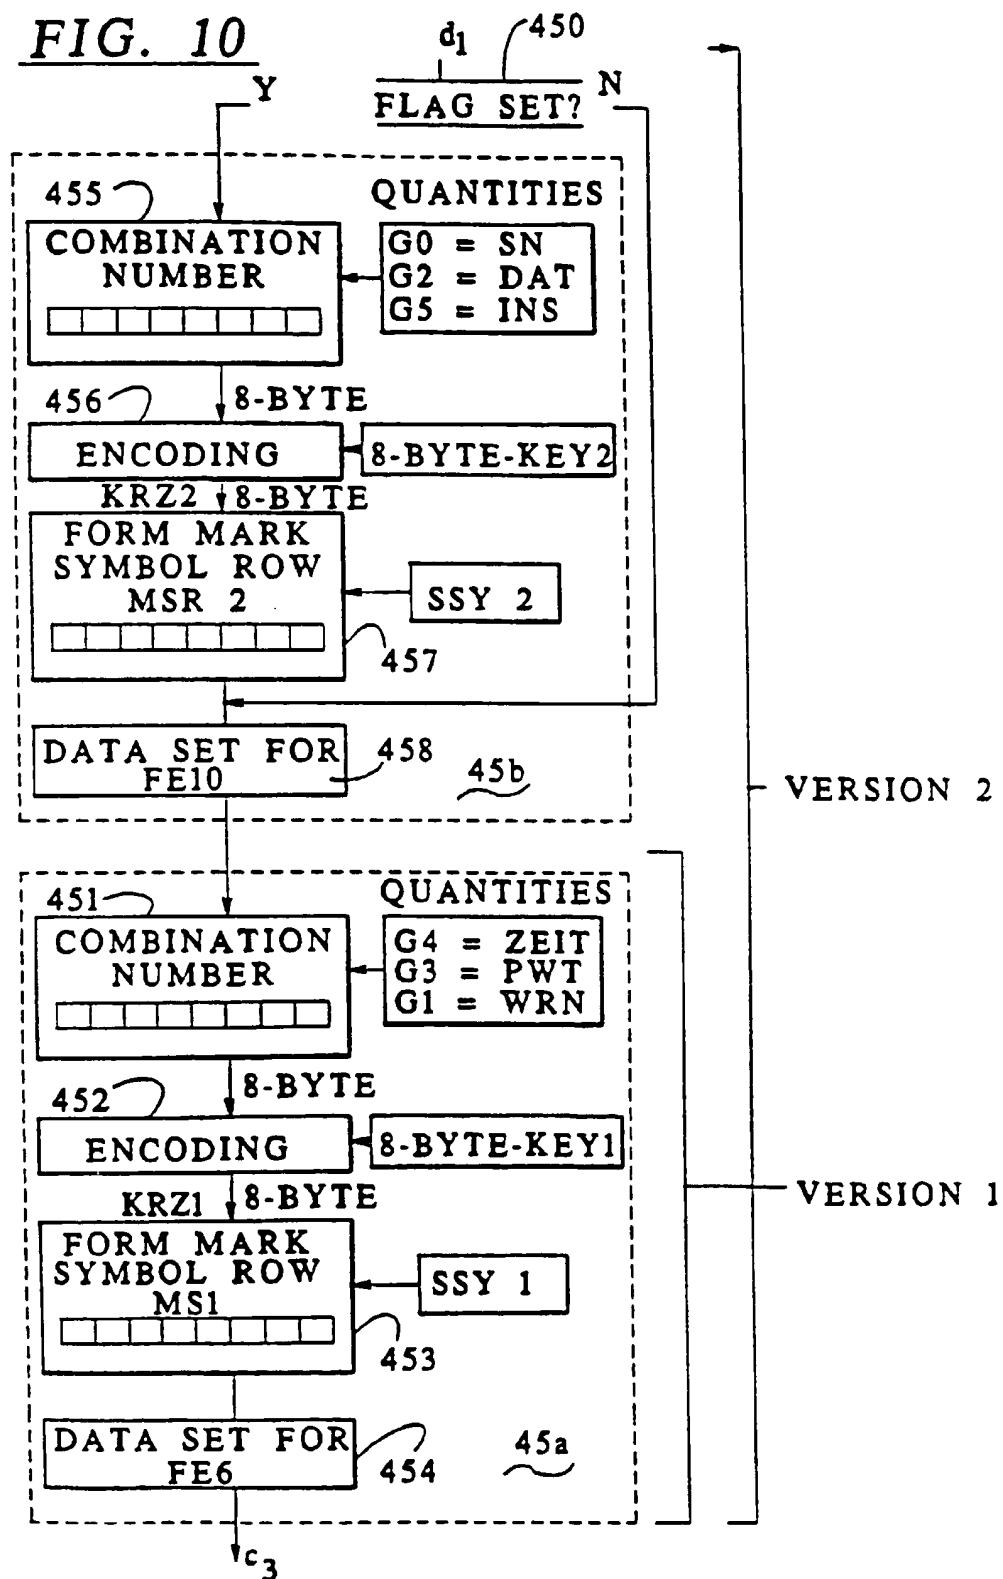 FIG. 10
d1
450
Y
FLAG SET?
N
455
QUANTITIES
COMBINATION
NUMBER
G0 = SN
G2 = DAT
G5 = INS
456
8-BYTE
ENCODING
8-BYTE-KEY2
KRZ2
8-BYTE
FORM MARK
SYMBOL ROW
MSR 2
SSY 2
457
DATA SET FOR
FE10
458
45b
VERSION 2
451
QUANTITIES
COMBINATION
NUMBER
G4 = ZEIT
G3 = PWT
G1 = WRN
452
8-BYTE
ENCODING
8-BYTE-KEY1
KRZ1
8-BYTE
VERSION 1
FORM MARK
SYMBOL ROW
MS1
SSY 1
453
DATA SET FOR
FE6
454
45a
c3